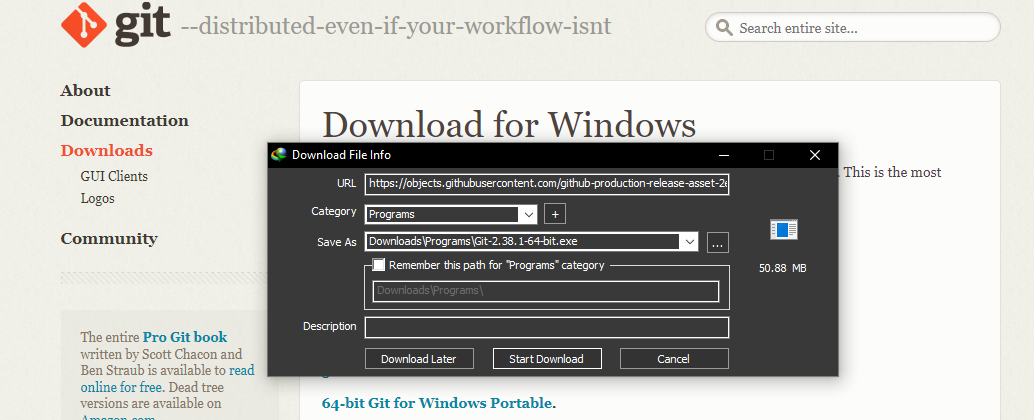 git --distributed-even-if-your-workflow-isnt
Search entire site...
About
Documentation
Downloads
GUI Clients
Logos
Community
The entire Pro Git book
written by Scott Chacon and
Ben Straub is available to read
online for free. Dead tree
versions are available on
Amazon.com.
Download for Windows
. This is the most
Download File Info
URL https://objects.githubusercontent.com/github-production-release-asset-2e
Category Programs +
Save As Downloads\Programs\Git-2.38.1-64-bit.exe ...
Remember this path for "Programs" category
Downloads\Programs\
50.88 MB
Description
Download Later Start Download Cancel
64-bit Git for Windows Portable.